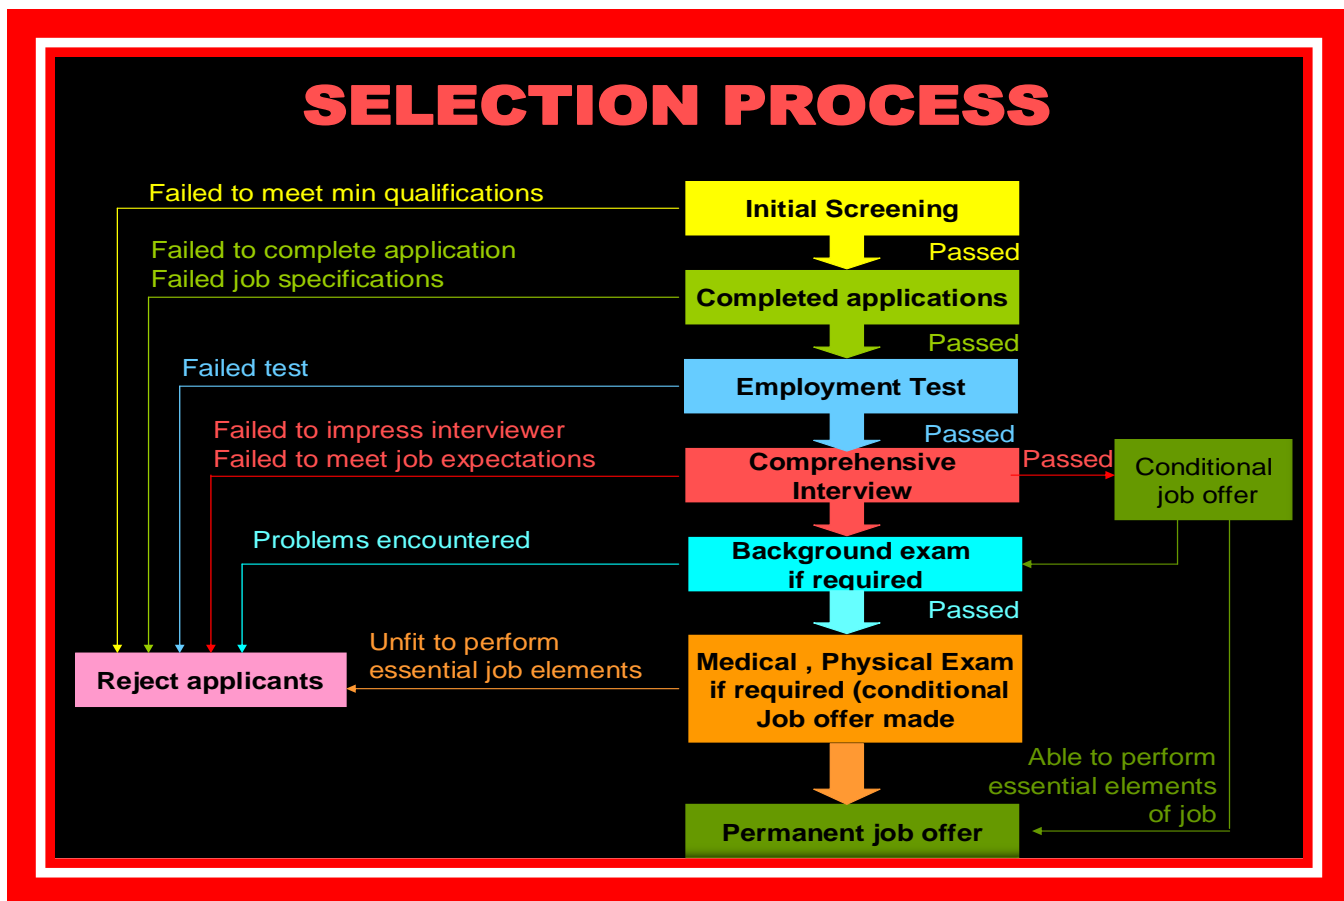 SELECTION PROCESS
Failed to meet min qualifications
Initial Screening
Passed
Failed to complete application
Failed job specifications
Completed applications
Passed
Failed test
Employment Test
Passed
Failed to impress interviewer
Failed to meet job expectations
Comprehensive
Interview
Passed
Conditional
job offer
Problems encountered
Background exam
if required
Passed
Unfit to perform
essential job elements
Reject applicants
Medical , Physical Exam
if required (conditional
Job offer made
Able to perform
essential elements
of job
Permanent job offer